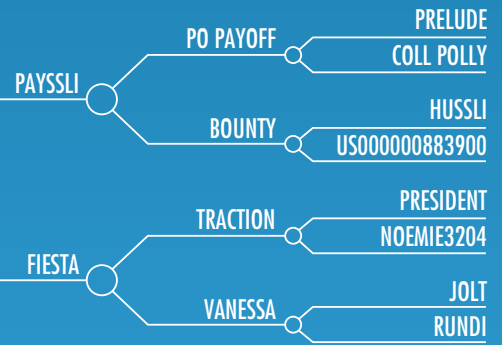 PRELUDE
PO PAYOFF
COLL POLLY
PAYSSLI
HUSSLI
BOUNTY
US000000883900
PRESIDENT
TRACTION
NOEMIE3204
FIESTA
JOLT
VANESSA
RUNDI